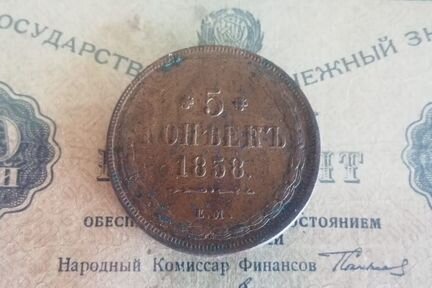 ГОСУДАРСТВ ЕЖНЫЙ ЗН
5
КОПѢЕКЪ
1858.
Е.М.
ОБЕСП ОСТОЯНИЕМ
Народный Комиссар Финансов